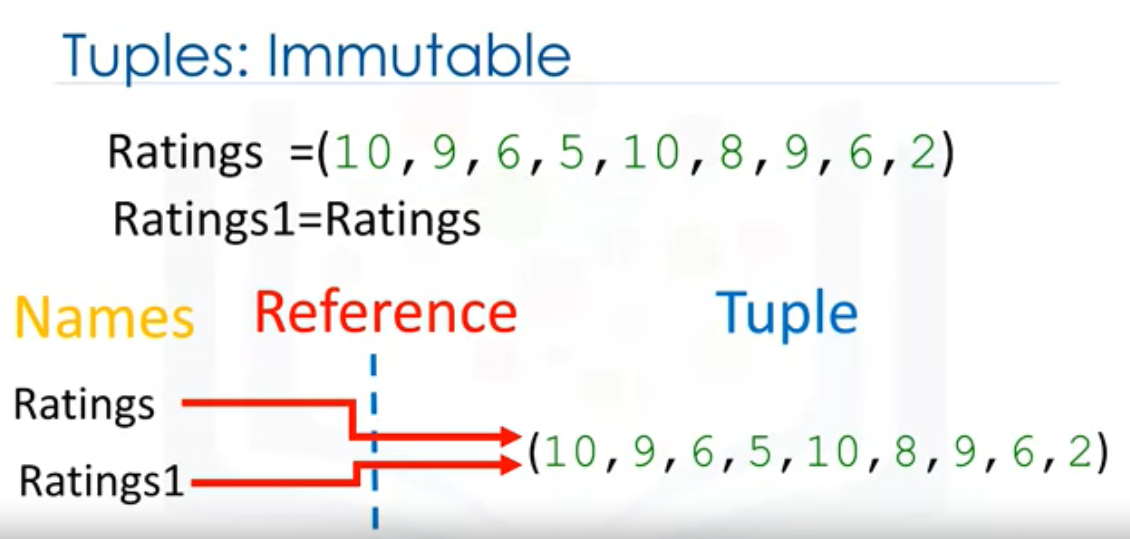 Tuples: Immutable
Ratings =(10,9,6,5,10,8,9,6,2)
Ratings1=Ratings
Names Reference Tuple
Ratings
(10,9,6,5,10,8,9,6,2)
Ratings1